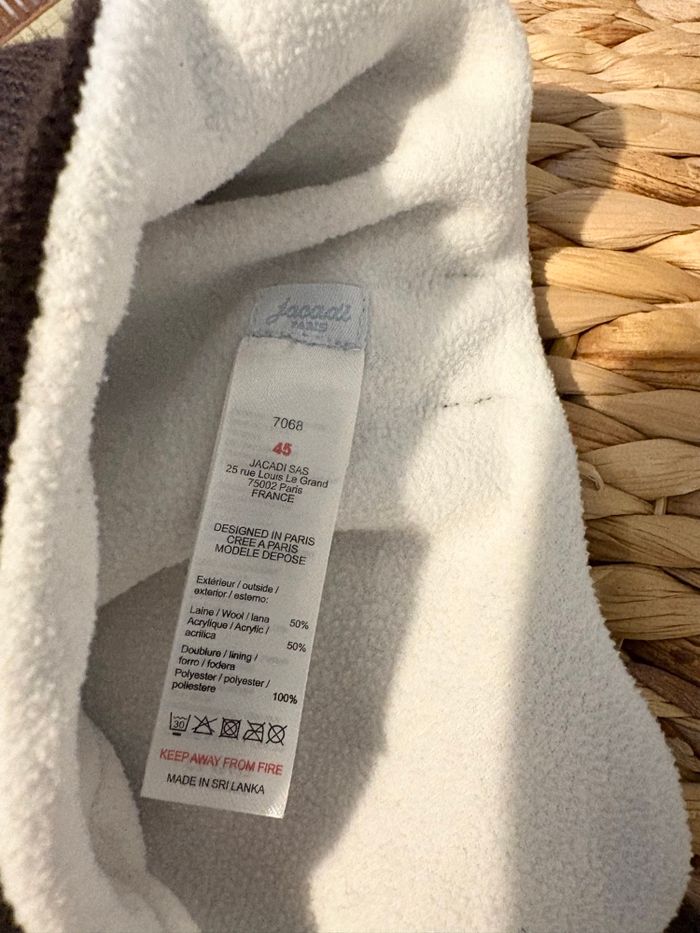 jacadi
PARIS
7068
45
JACADI SAS
25 rue Louis Le Grand
75002 Paris
FRANCE
DESIGNED IN PARIS
CREE A PARIS
MODELE DEPOSE
Extérieur / outside /
exterior / esterno:
Laine / Wool / lana 50%
Acrylique / Acrylic /
acrilica 50%
Doublure / lining /
forro / fodera
Polyester / polyester /
poliestere 100%
30
KEEP AWAY FROM FIRE
MADE IN SRI LANKA